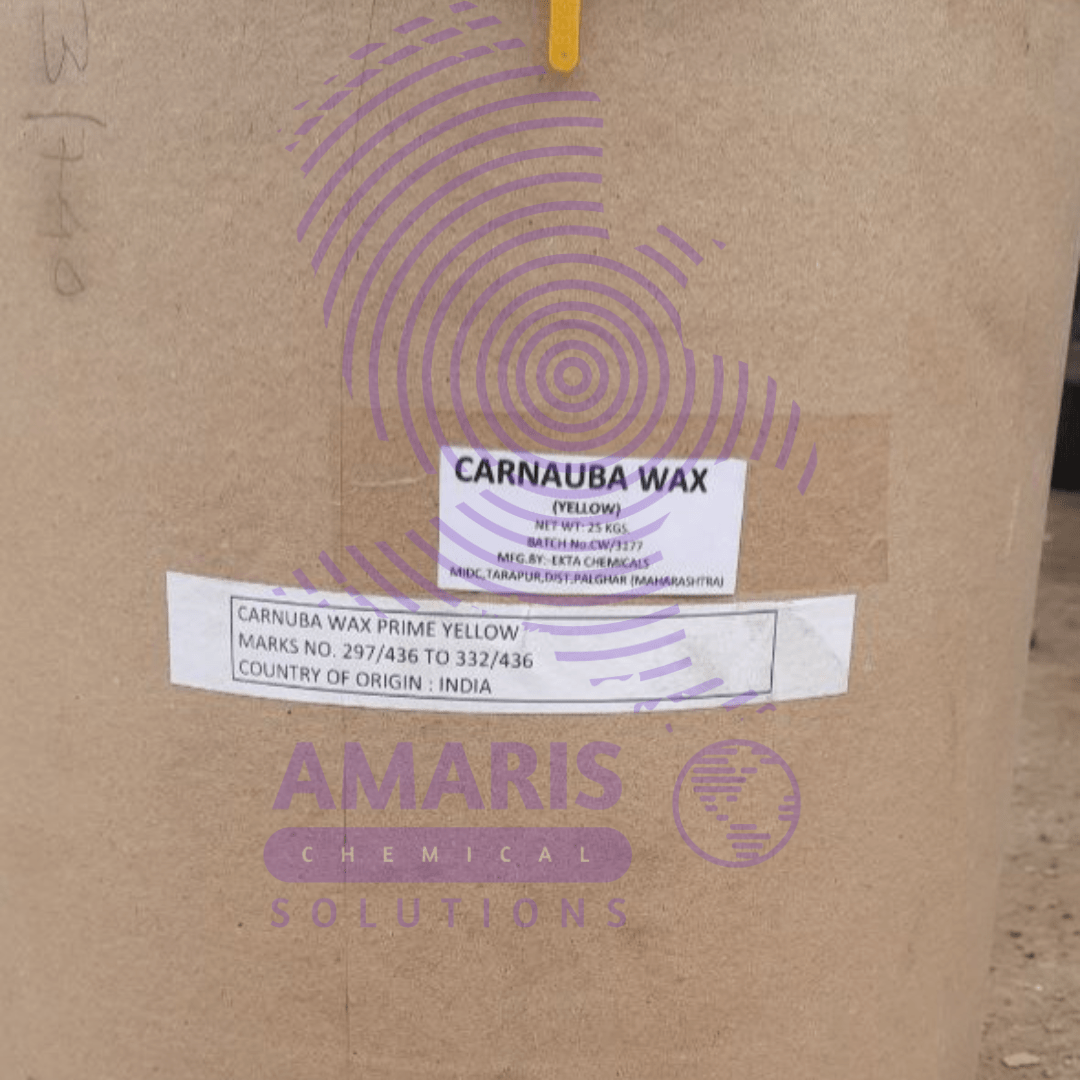 CARNAUBA WAX
(YELLOW)
NET WT: 25 KGS.
BATCH No.CW/3177
MFG.BY: EKTA CHEMICALS
MIDC,TARAPUR,DIST.PALGHAR (MAHARASHTRA)
CARNUBA WAX PRIME YELLOW
MARKS NO. 297/436 TO 332/436
COUNTRY OF ORIGIN : INDIA
AMARIS
CHEMICAL
SOLUTIONS